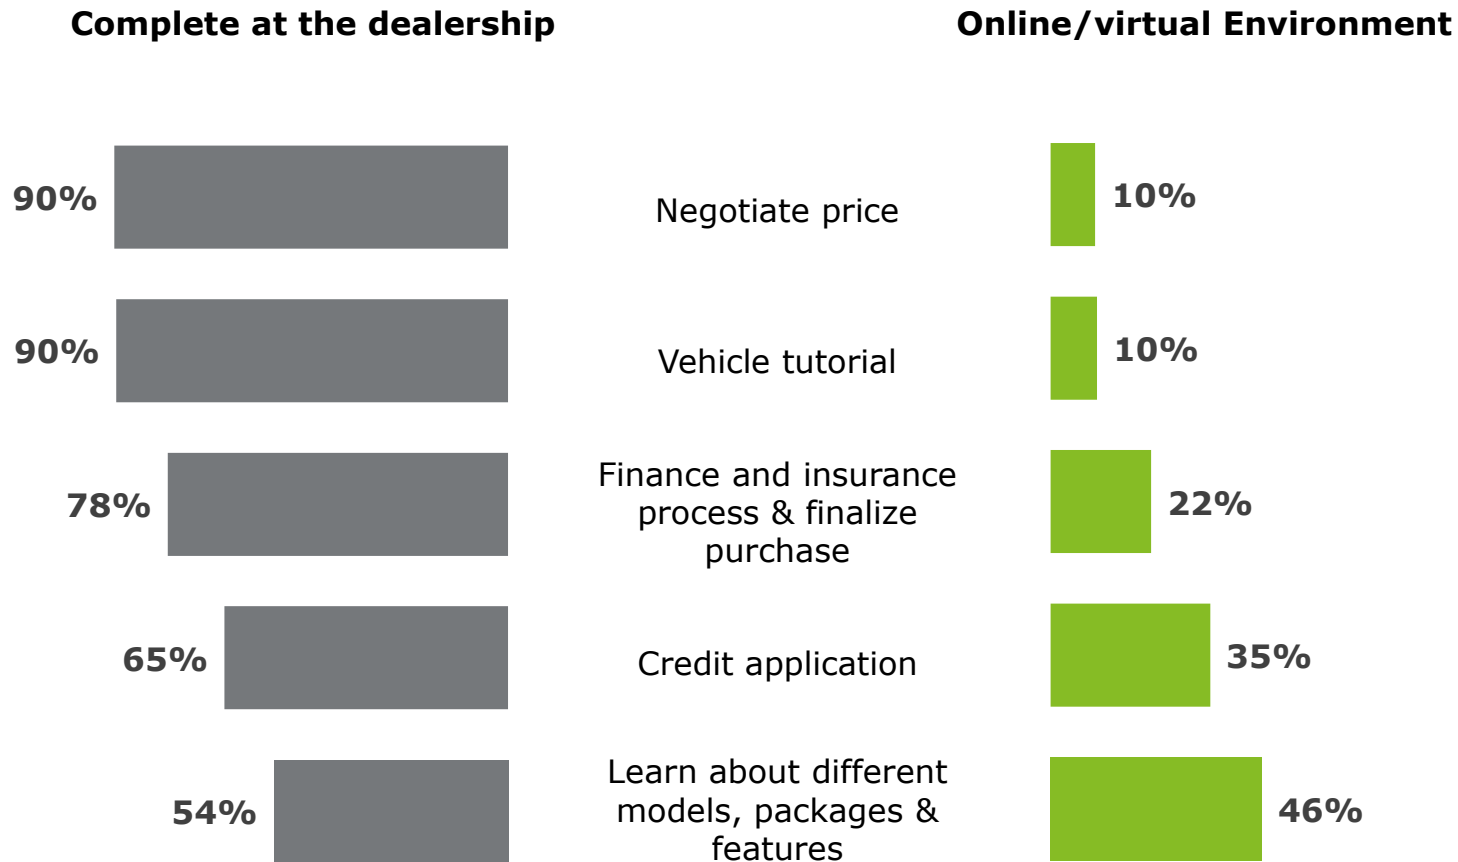 Complete at the dealership
Online/virtual Environment
90%
Negotiate price
10%
90%
Vehicle tutorial
10%
78%
Finance and insurance
process & finalize
purchase
22%
65%
Credit application
35%
54%
Learn about different
models, packages &
features
46%